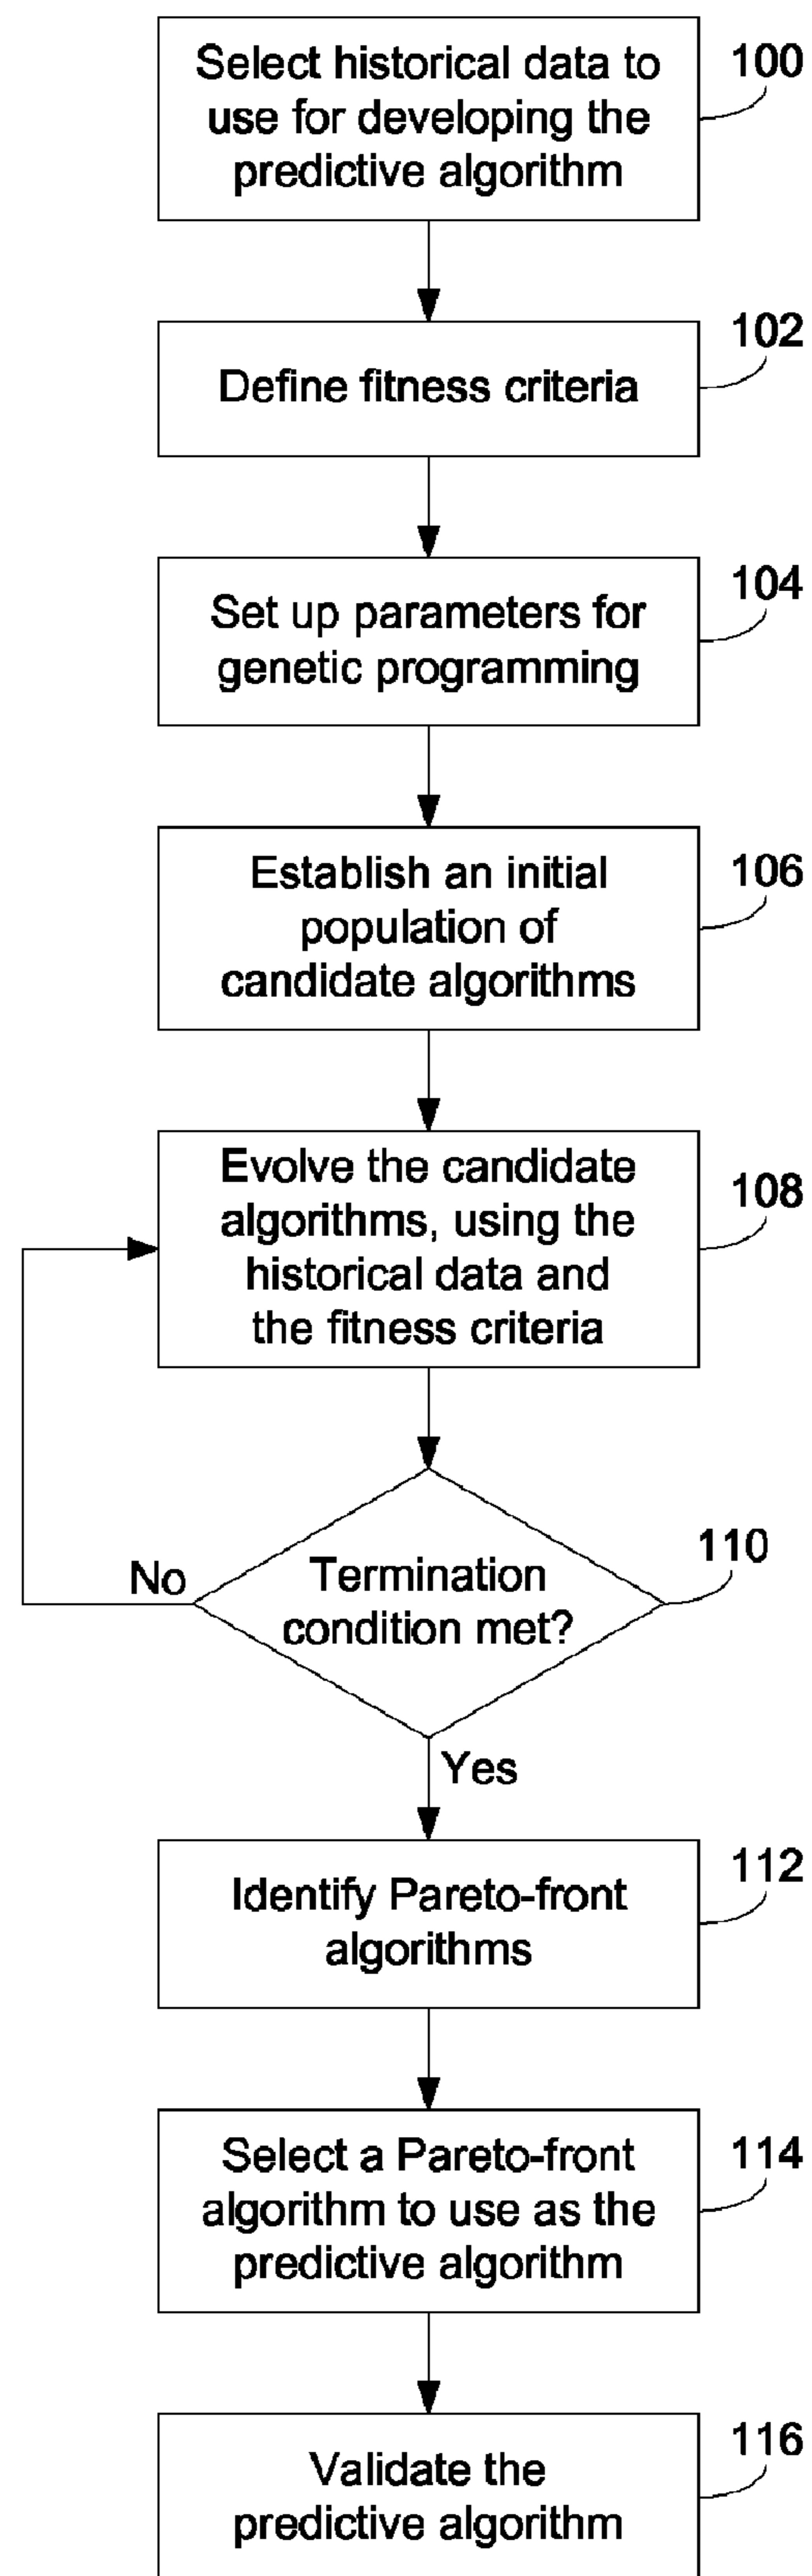 Select historical data to
use for developing the
predictive algorithm
100
Define fitness criteria
102
Set up parameters for
genetic programming
104
Establish an initial
population of
candidate algorithms
106
Evolve the candidate
algorithms, using the
historical data and
the fitness criteria
108
Termination
condition met?
110
No
Yes
Identify Pareto-front
algorithms
112
Select a Pareto-front
algorithm to use as the
predictive algorithm
114
Validate the
predictive algorithm
116